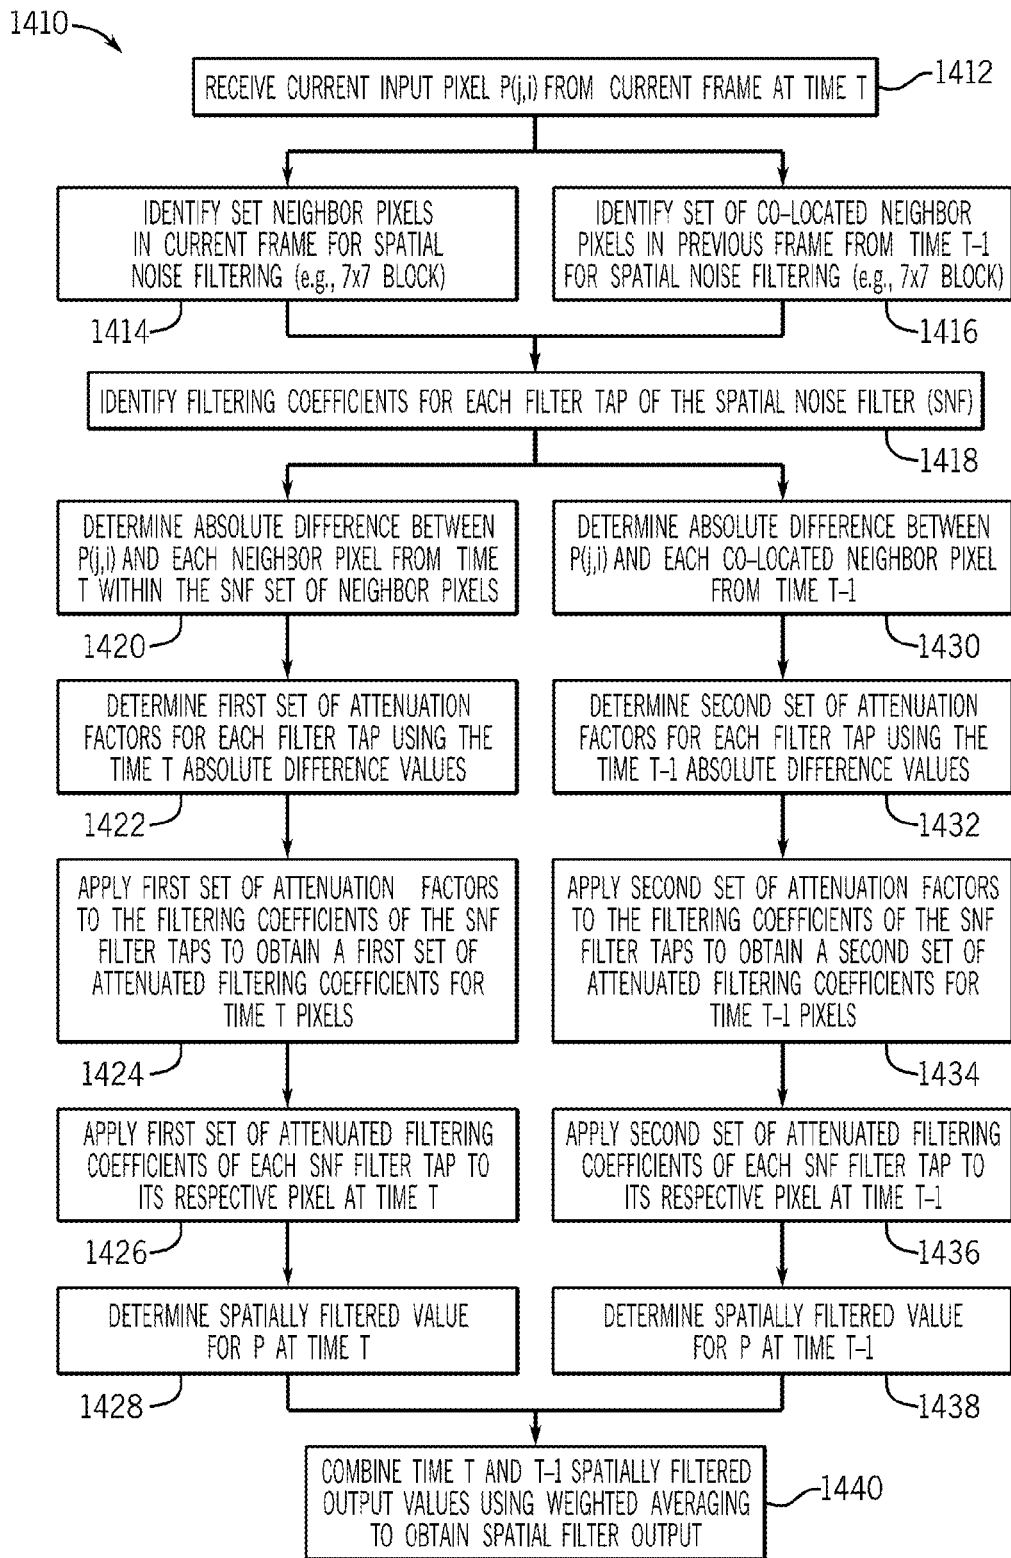 1410
RECEIVE CURRENT INPUT PIXEL P(j,i) FROM CURRENT FRAME AT TIME T
1412
IDENTIFY SET NEIGHBOR PIXELS
IN CURRENT FRAME FOR SPATIAL
NOISE FILTERING (e.g., 7x7 BLOCK)
1414
IDENTIFY SET OF CO-LOCATED NEIGHBOR
PIXELS IN PREVIOUS FRAME FROM TIME T-1
FOR SPATIAL NOISE FILTERING (e.g., 7x7 BLOCK)
1416
IDENTIFY FILTERING COEFFICIENTS FOR EACH FILTER TAP OF THE SPATIAL NOISE FILTER (SNF)
1418
DETERMINE ABSOLUTE DIFFERENCE BETWEEN
P(j,i) AND EACH NEIGHBOR PIXEL FROM TIME
T WITHIN THE SNF SET OF NEIGHBOR PIXELS
1420
DETERMINE ABSOLUTE DIFFERENCE BETWEEN
P(j,i) AND EACH CO-LOCATED NEIGHBOR PIXEL
FROM TIME T-1
1430
DETERMINE FIRST SET OF ATTENUATION
FACTORS FOR EACH FILTER TAP USING THE
TIME T ABSOLUTE DIFFERENCE VALUES
1422
DETERMINE SECOND SET OF ATTENUATION
FACTORS FOR EACH FILTER TAP USING THE
TIME T-1 ABSOLUTE DIFFERENCE VALUES
1432
APPLY FIRST SET OF ATTENUATION FACTORS
TO THE FILTERING COEFFICIENTS OF THE SNF
FILTER TAPS TO OBTAIN A FIRST SET OF
ATTENUATED FILTERING COEFFICIENTS FOR
TIME T PIXELS
1424
APPLY SECOND SET OF ATTENUATION FACTORS
TO THE FILTERING COEFFICIENTS OF THE SNF
FILTER TAPS TO OBTAIN A SECOND SET OF
ATTENUATED FILTERING COEFFICIENTS FOR
TIME T-1 PIXELS
1434
APPLY FIRST SET OF ATTENUATED FILTERING
COEFFICIENTS OF EACH SNF FILTER TAP TO
ITS RESPECTIVE PIXEL AT TIME T
1426
APPLY SECOND SET OF ATTENUATED FILTERING
COEFFICIENTS OF EACH SNF FILTER TAP TO
ITS RESPECTIVE PIXEL AT TIME T-1
1436
DETERMINE SPATIALLY FILTERED VALUE
FOR P AT TIME T
1428
DETERMINE SPATIALLY FILTERED VALUE
FOR P AT TIME T-1
1438
COMBINE TIME T AND T-1 SPATIALLY FILTERED
OUTPUT VALUES USING WEIGHTED AVERAGING
TO OBTAIN SPATIAL FILTER OUTPUT
1440